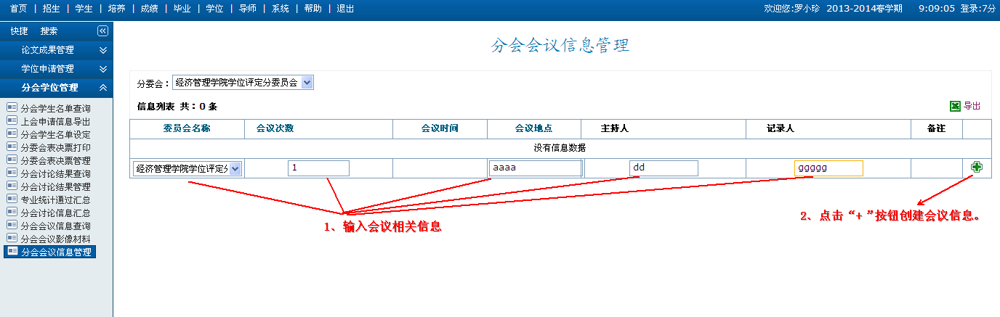 首页 | 招生 | 学生 | 培养 | 成绩 | 毕业 | 学位 | 导师 | 系统 | 帮助 | 退出
欢迎您:罗小珍 2013-2014春学期 9:09:05 登录:7分
快捷 搜索
论文成果管理
学位申请管理
分会学位管理
分会学生名单查询
上会申请信息导出
分会学生名单设定
分委会表决票打印
分委会表决票管理
分会讨论结果查询
分会讨论结果管理
专业统计通过汇总
分会讨论信息汇总
分会会议信息查询
分会会议影像材料
分会会议信息管理
分会会议信息管理
分委会：经济管理学院学位评定分委员会
信息列表 共：0 条
导出
委员会名称 会议次数 会议时间 会议地点 主持人 记录人 备注
没有信息数据
经济管理学院学位评定分 1 aaaa dd ggggg
1、输入会议相关信息
2、点击“+ ”按钮创建会议信息。